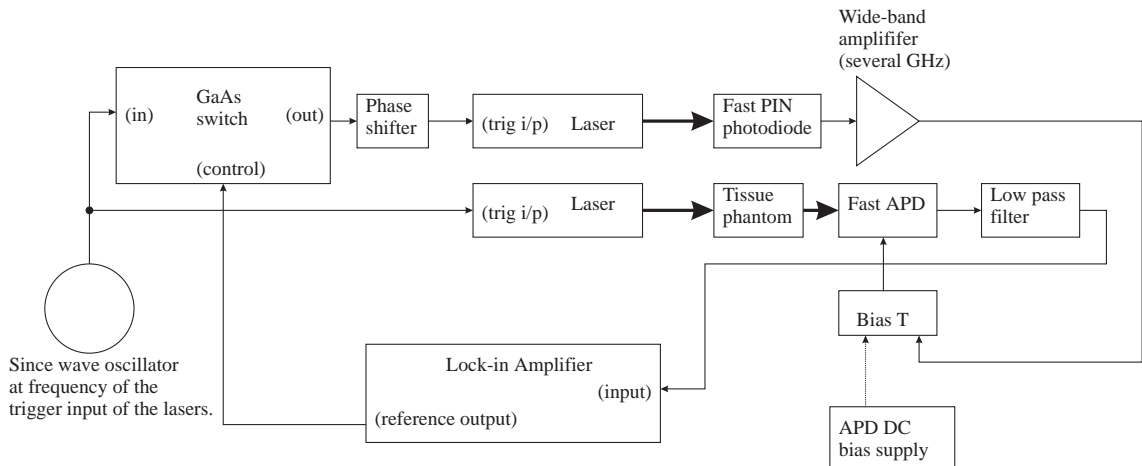 Wide-band
amplififer
(several GHz)
GaAs
switch
(in)
(out)
(control)
Phase
shifter
(trig i/p)
Laser
Fast PIN
photodiode
(trig i/p)
Laser
Tissue
phantom
Fast APD
Low pass
filter
Bias T
Since wave oscillator
at frequency of the
trigger input of the lasers.
Lock-in Amplifier
(input)
(reference output)
APD DC
bias supply